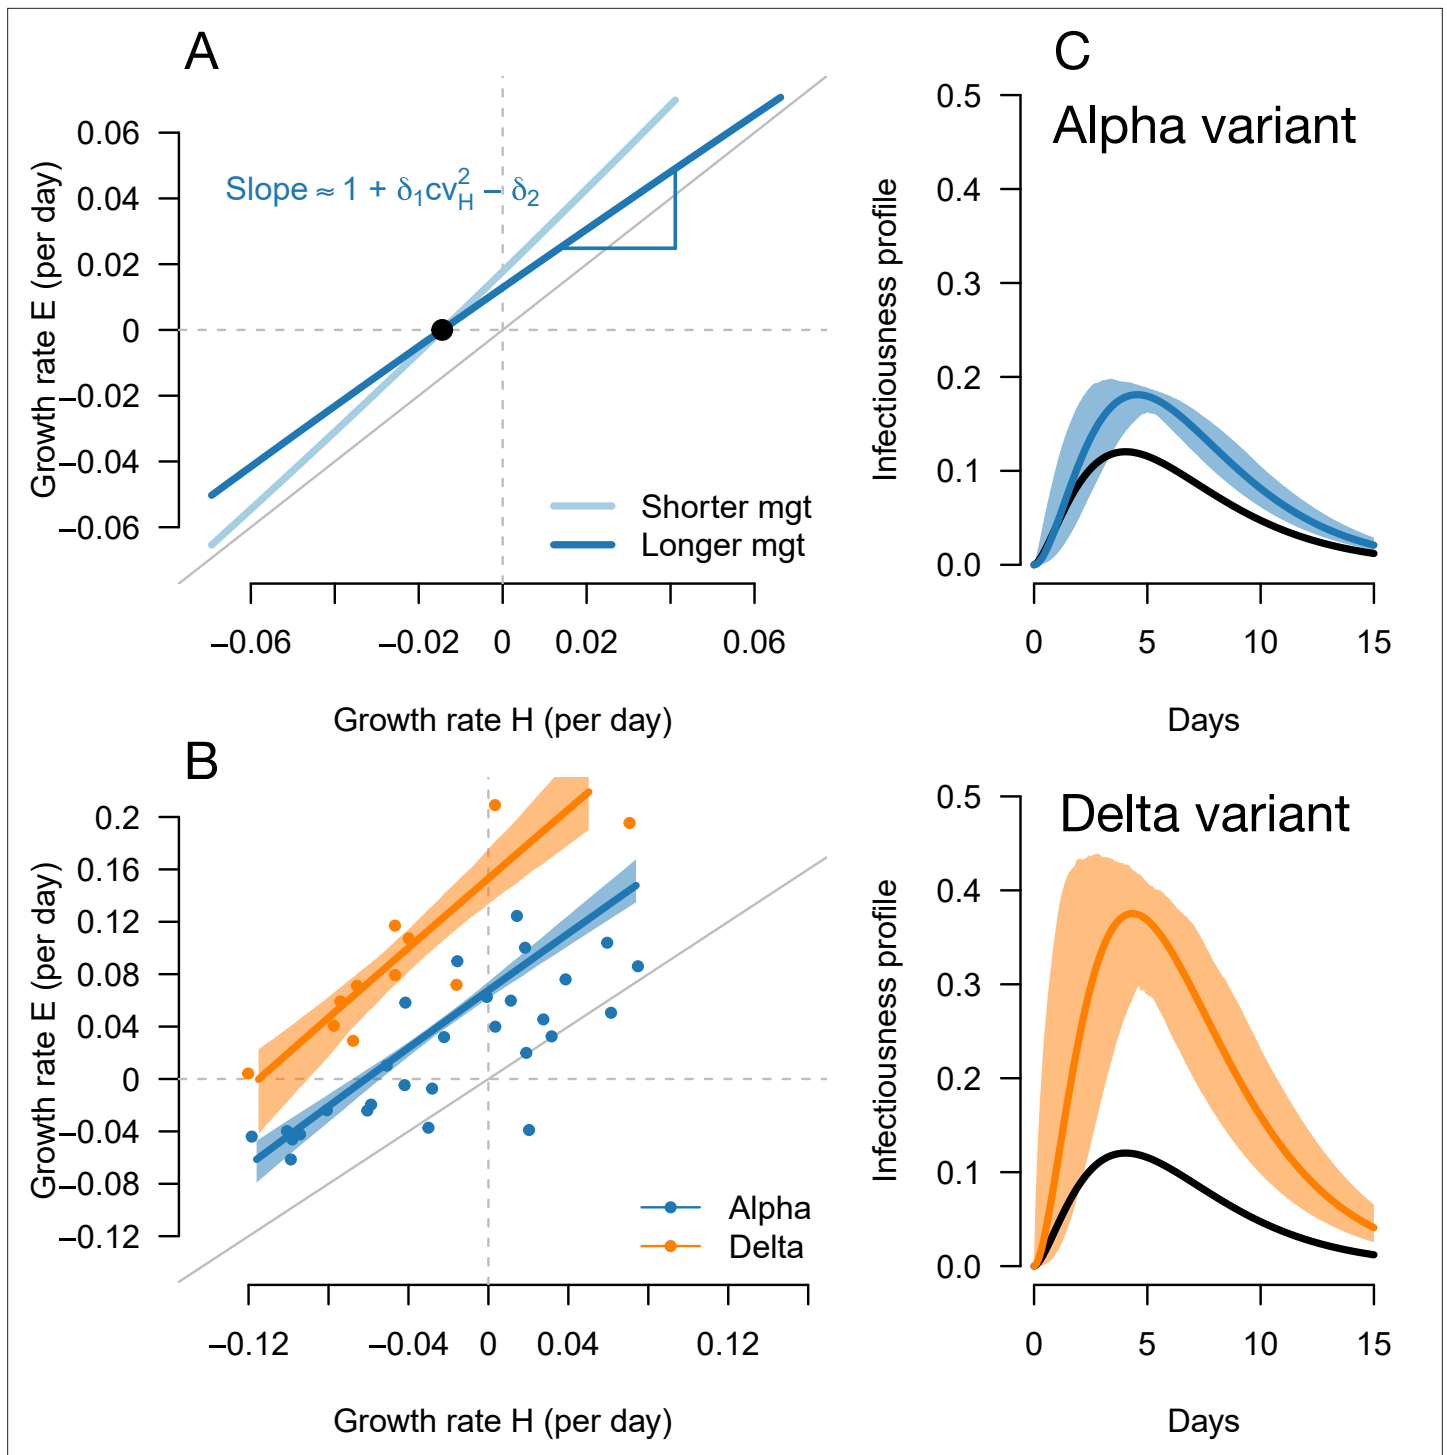 A
Growth rate E (per day)
0.06
0.04
0.02
0
−0.02
−0.04
−0.06
Slope ≈ 1 + δ₁cv²_H − δ₂
Shorter mgt
Longer mgt
−0.06
−0.02
0
0.02
0.06
Growth rate H (per day)
C
Alpha variant
Infectiousness profile
0.5
0.4
0.3
0.2
0.1
0.0
0
5
10
15
Days
B
Growth rate E (per day)
0.2
0.16
0.12
0.08
0.04
0
−0.04
−0.08
−0.12
Alpha
Delta
−0.12
−0.04
0
0.04
0.12
Growth rate H (per day)
Delta variant
Infectiousness profile
0.5
0.4
0.3
0.2
0.1
0.0
0
5
10
15
Days